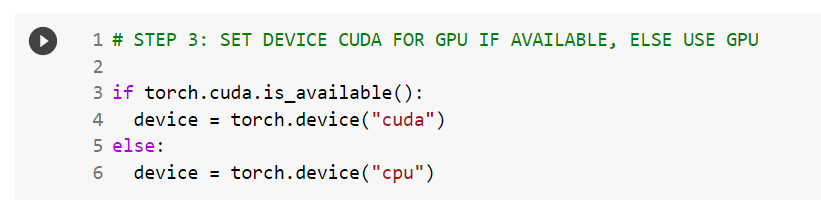 1 # STEP 3: SET DEVICE CUDA FOR GPU IF AVAILABLE, ELSE USE GPU
2
3 if torch.cuda.is_available():
4   device = torch.device("cuda")
5 else:
6   device = torch.device("cpu")